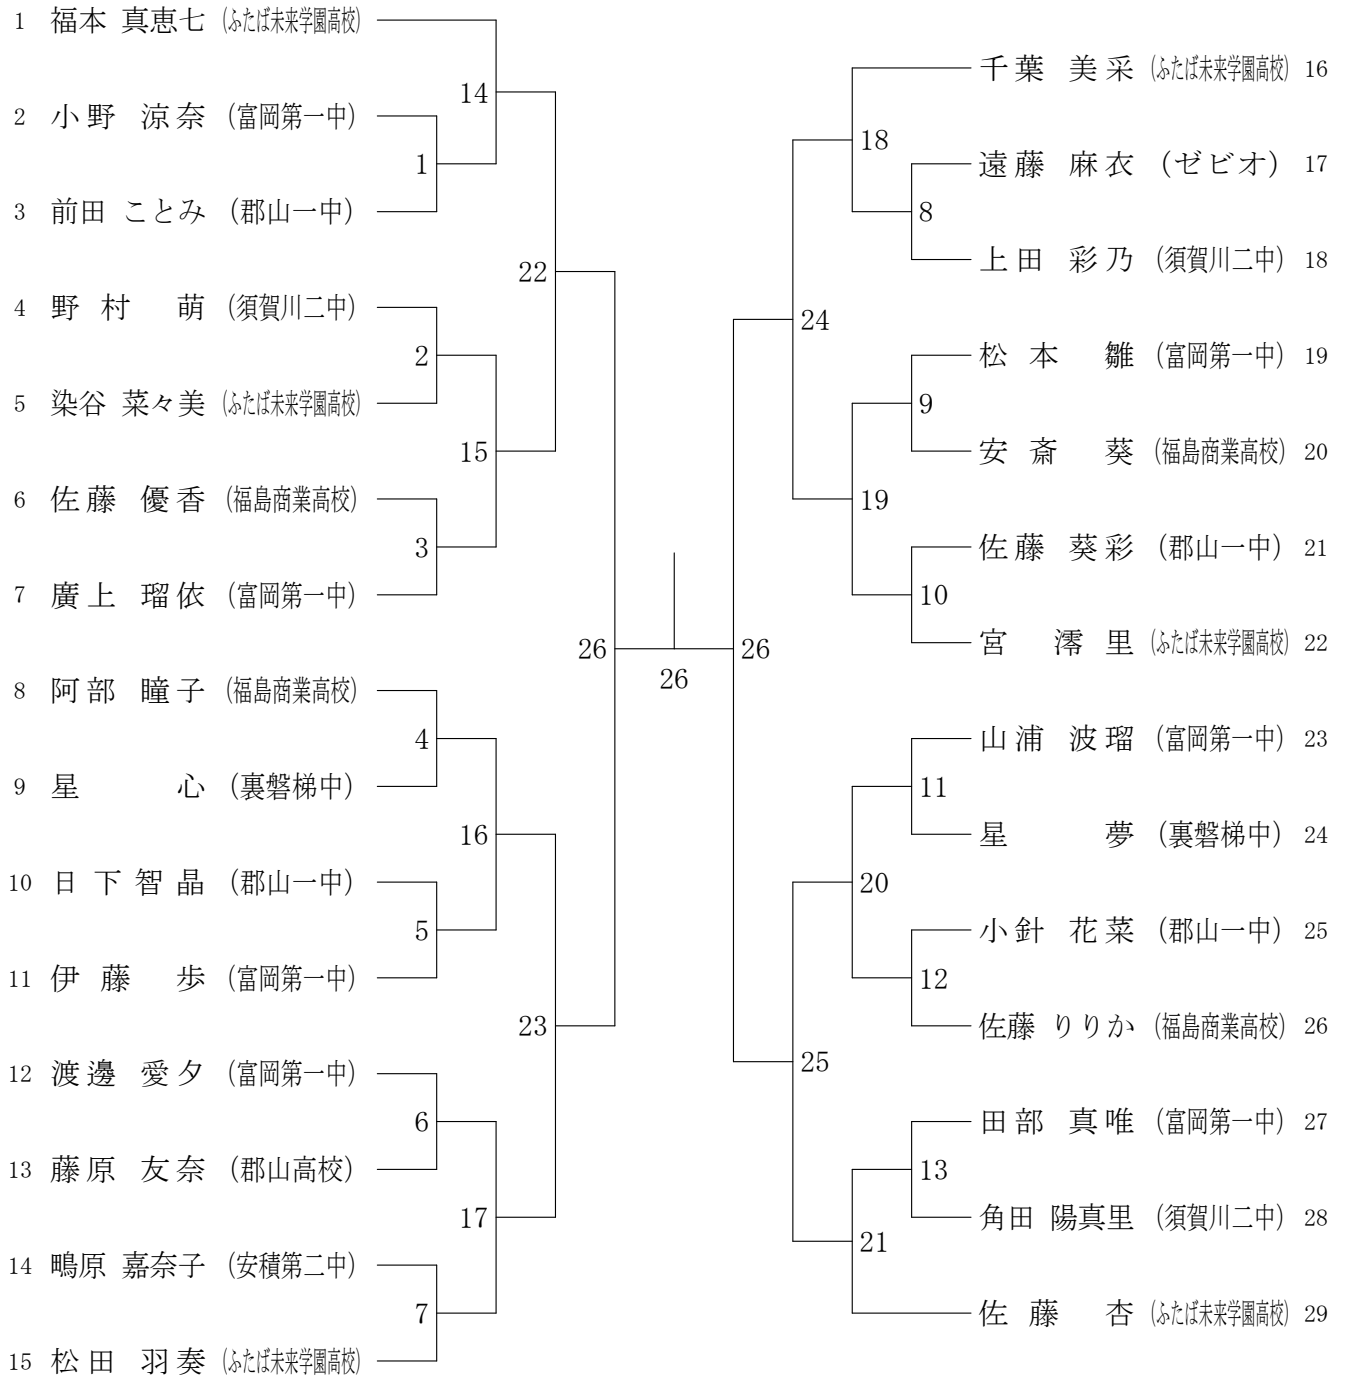 1 福本 真恵七 (ふたば未来学園高校)
2 小野 涼奈 (富岡第一中)
3 前田 ことみ (郡山一中)
4 野村 萌 (須賀川二中)
5 染谷 菜々美 (ふたば未来学園高校)
6 佐藤 優香 (福島商業高校)
7 廣上 瑠依 (富岡第一中)
8 阿部 瞳子 (福島商業高校)
9 星 心 (裏磐梯中)
10 日下智晶 (郡山一中)
11 伊藤 歩 (富岡第一中)
12 渡邊 愛夕 (富岡第一中)
13 藤原 友奈 (郡山高校)
14 鴫原 嘉奈子 (安積第二中)
15 松田 羽奏 (ふたば未来学園高校)
1
2
3
4
5
6
7
14
15
16
17
22
23
26
26
26
24
25
18
19
20
21
8
9
10
11
12
13
千葉 美采 (ふたば未来学園高校) 16
遠藤 麻衣 (ゼビオ) 17
上田 彩乃 (須賀川二中) 18
松本 雛 (富岡第一中) 19
安斎 葵 (福島商業高校) 20
佐藤 葵彩 (郡山一中) 21
宮 澪里 (ふたば未来学園高校) 22
山浦 波瑠 (富岡第一中) 23
星 夢 (裏磐梯中) 24
小針 花菜 (郡山一中) 25
佐藤 りりか (福島商業高校) 26
田部 真唯 (富岡第一中) 27
角田 陽真里 (須賀川二中) 28
佐藤 杏 (ふたば未来学園高校) 29